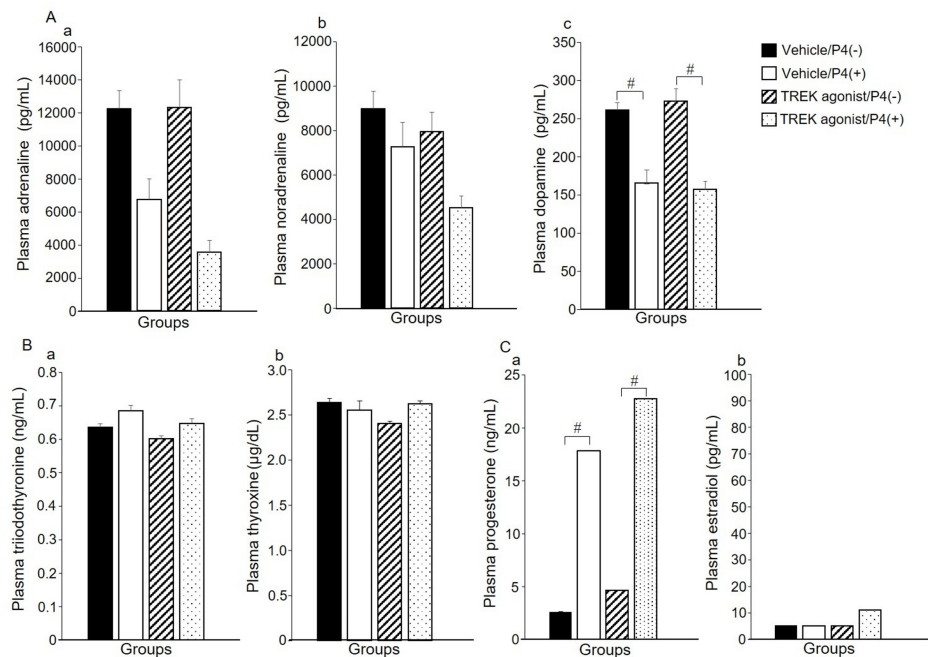 A
a
Plasma adrenaline (pg/mL)
16000
14000
12000
10000
8000
6000
4000
2000
0
Groups
b
Plasma noradrenaline (pg/mL)
12000
10000
8000
6000
4000
2000
0
Groups
c
Plasma dopamine (pg/mL)
350
300
250
200
150
100
50
0
#
#
Groups
Vehicle/P4(-)
Vehicle/P4(+)
TREK agonist/P4(-)
TREK agonist/P4(+)
B
a
Plasma triiodothyronine (ng/mL)
0.8
0.7
0.6
0.5
0.4
0.3
0.2
0.1
0
Groups
b
Plasma thyroxine (µg/dL)
3.0
2.5
2.0
1.5
1.0
0.5
0
Groups
C
a
Plasma progesterone (ng/mL)
25
20
15
10
5
0
#
#
Groups
b
Plasma estradiol (pg/mL)
100
90
80
70
60
50
40
30
20
10
0
Groups